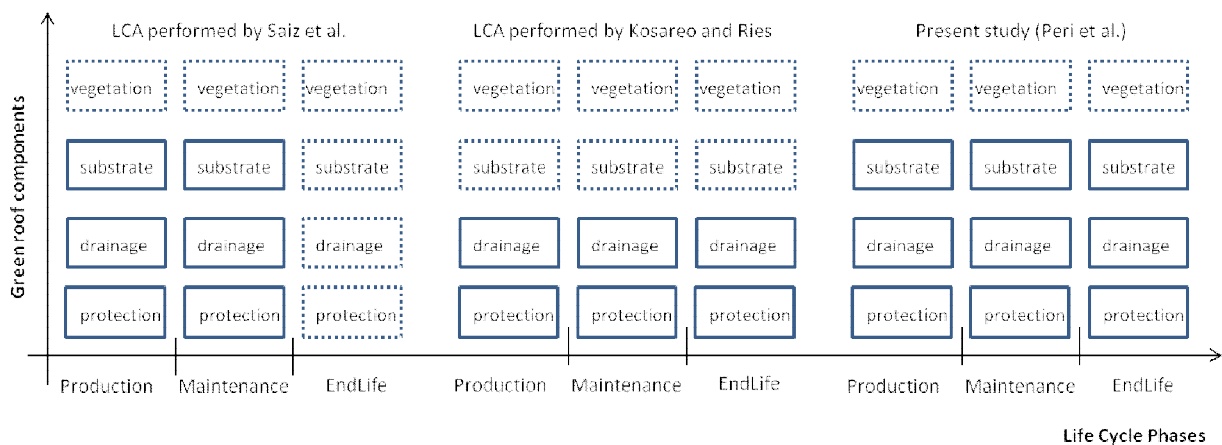 Green roof components
LCA performed by Saiz et al.
LCA performed by Kosareo and Ries
Present study (Peri et al.)
vegetation vegetation vegetation vegetation vegetation vegetation vegetation vegetation vegetation
substrate substrate substrate substrate substrate substrate substrate substrate substrate
drainage drainage drainage drainage drainage drainage drainage drainage drainage
protection protection protection protection protection protection protection protection protection
Production Maintenance EndLife Production Maintenance EndLife Production Maintenance EndLife
Life Cycle Phases